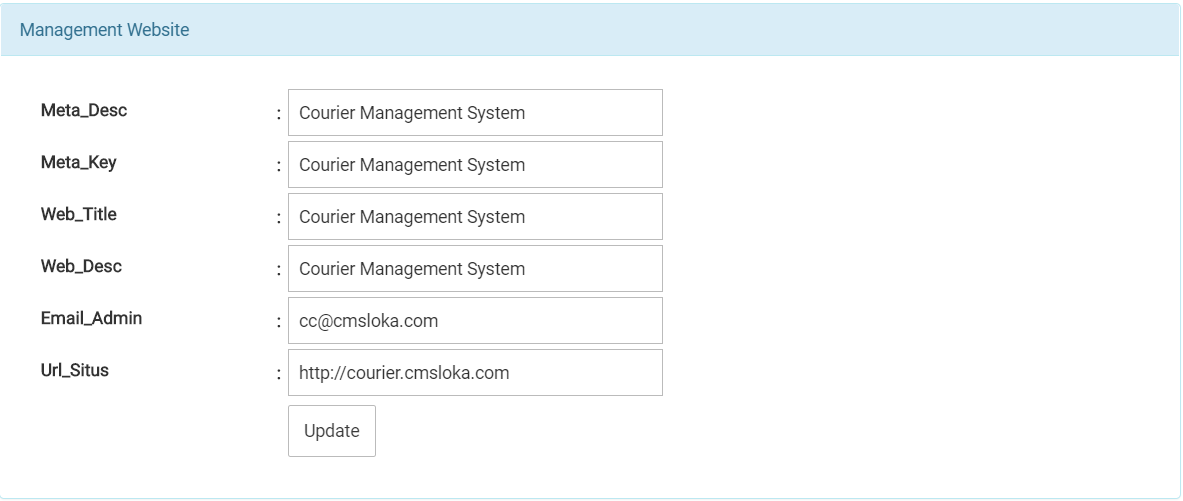 Management Website
Meta_Desc : Courier Management System
Meta_Key : Courier Management System
Web_Title : Courier Management System
Web_Desc : Courier Management System
Email_Admin : cc@cmsloka.com
Url_Situs : http://courier.cmsloka.com
Update